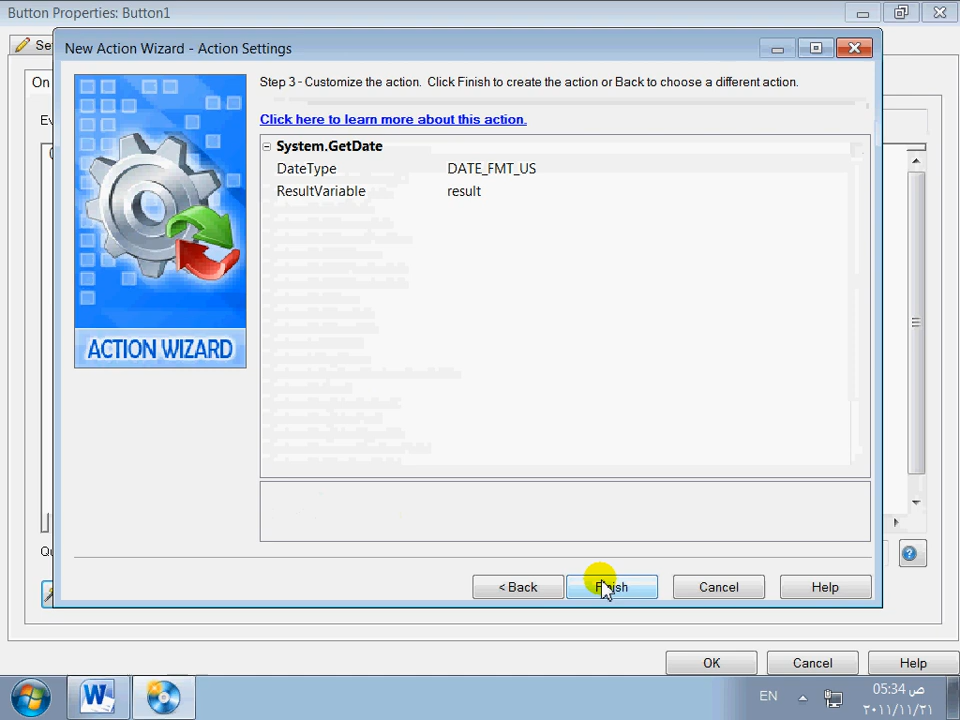 Button Properties: Button1
New Action Wizard - Action Settings
On
Step 3 - Customize the action. Click Finish to create the action or Back to choose a different action.
Click here to learn more about this action.
System.GetDate
DateType DATE_FMT_US
ResultVariable result
ACTION WIZARD
< Back Finish Cancel Help
OK Cancel Help
EN
05:34 ص
٢٠١١/١١/٢١